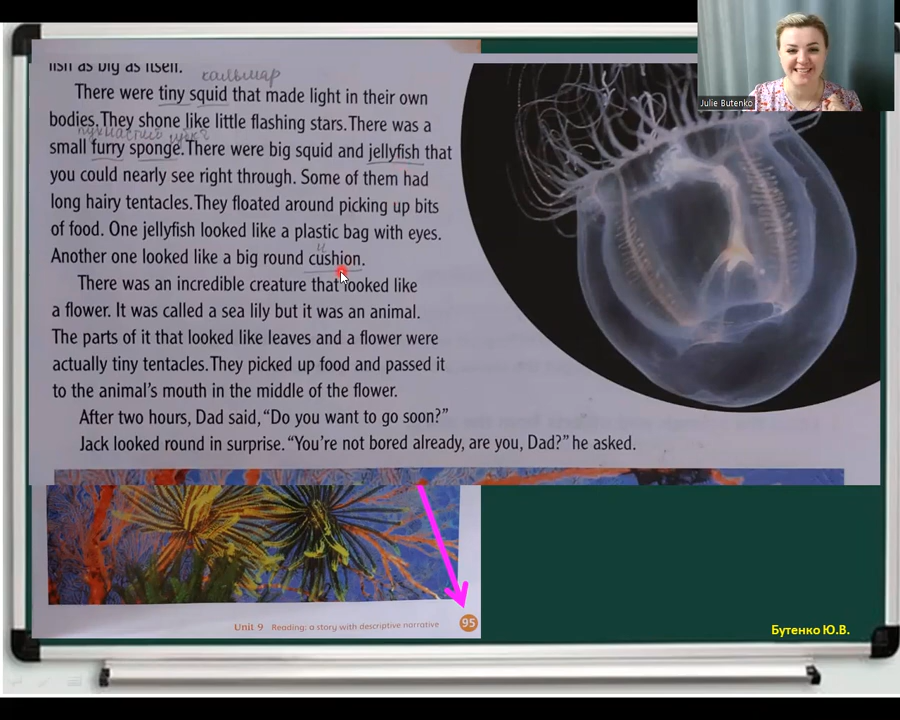 fish as big as itself.
кальмар
There were tiny squid that made light in their own
bodies. They shone like little flashing stars. There was a
small furry sponge. There were big squid and jellyfish that
you could nearly see right through. Some of them had
long hairy tentacles. They floated around picking up bits
of food. One jellyfish looked like a plastic bag with eyes.
Another one looked like a big round cushion.
There was an incredible creature that looked like
a flower. It was called a sea lily but it was an animal.
The parts of it that looked like leaves and a flower were
actually tiny tentacles. They picked up food and passed it
to the animal's mouth in the middle of the flower.
After two hours, Dad said, “Do you want to go soon?”
Jack looked round in surprise. “You're not bored already, are you, Dad?” he asked.
Unit 9 Reading: a story with descriptive narrative 95
Julie Butenko
Бутенко Ю.В.